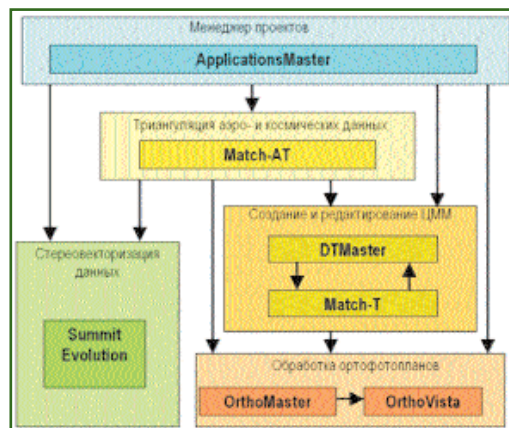 Менеджер проектов
ApplicationsMaster
Триангуляция аэро- и космических данных
Match-AT
Создание и редактирование ЦММ
DTMaster
Match-T
Стереовекторизация
данных
Summit
Evolution
Обработка ортофотопланов
OrthoMaster
OrthoVista